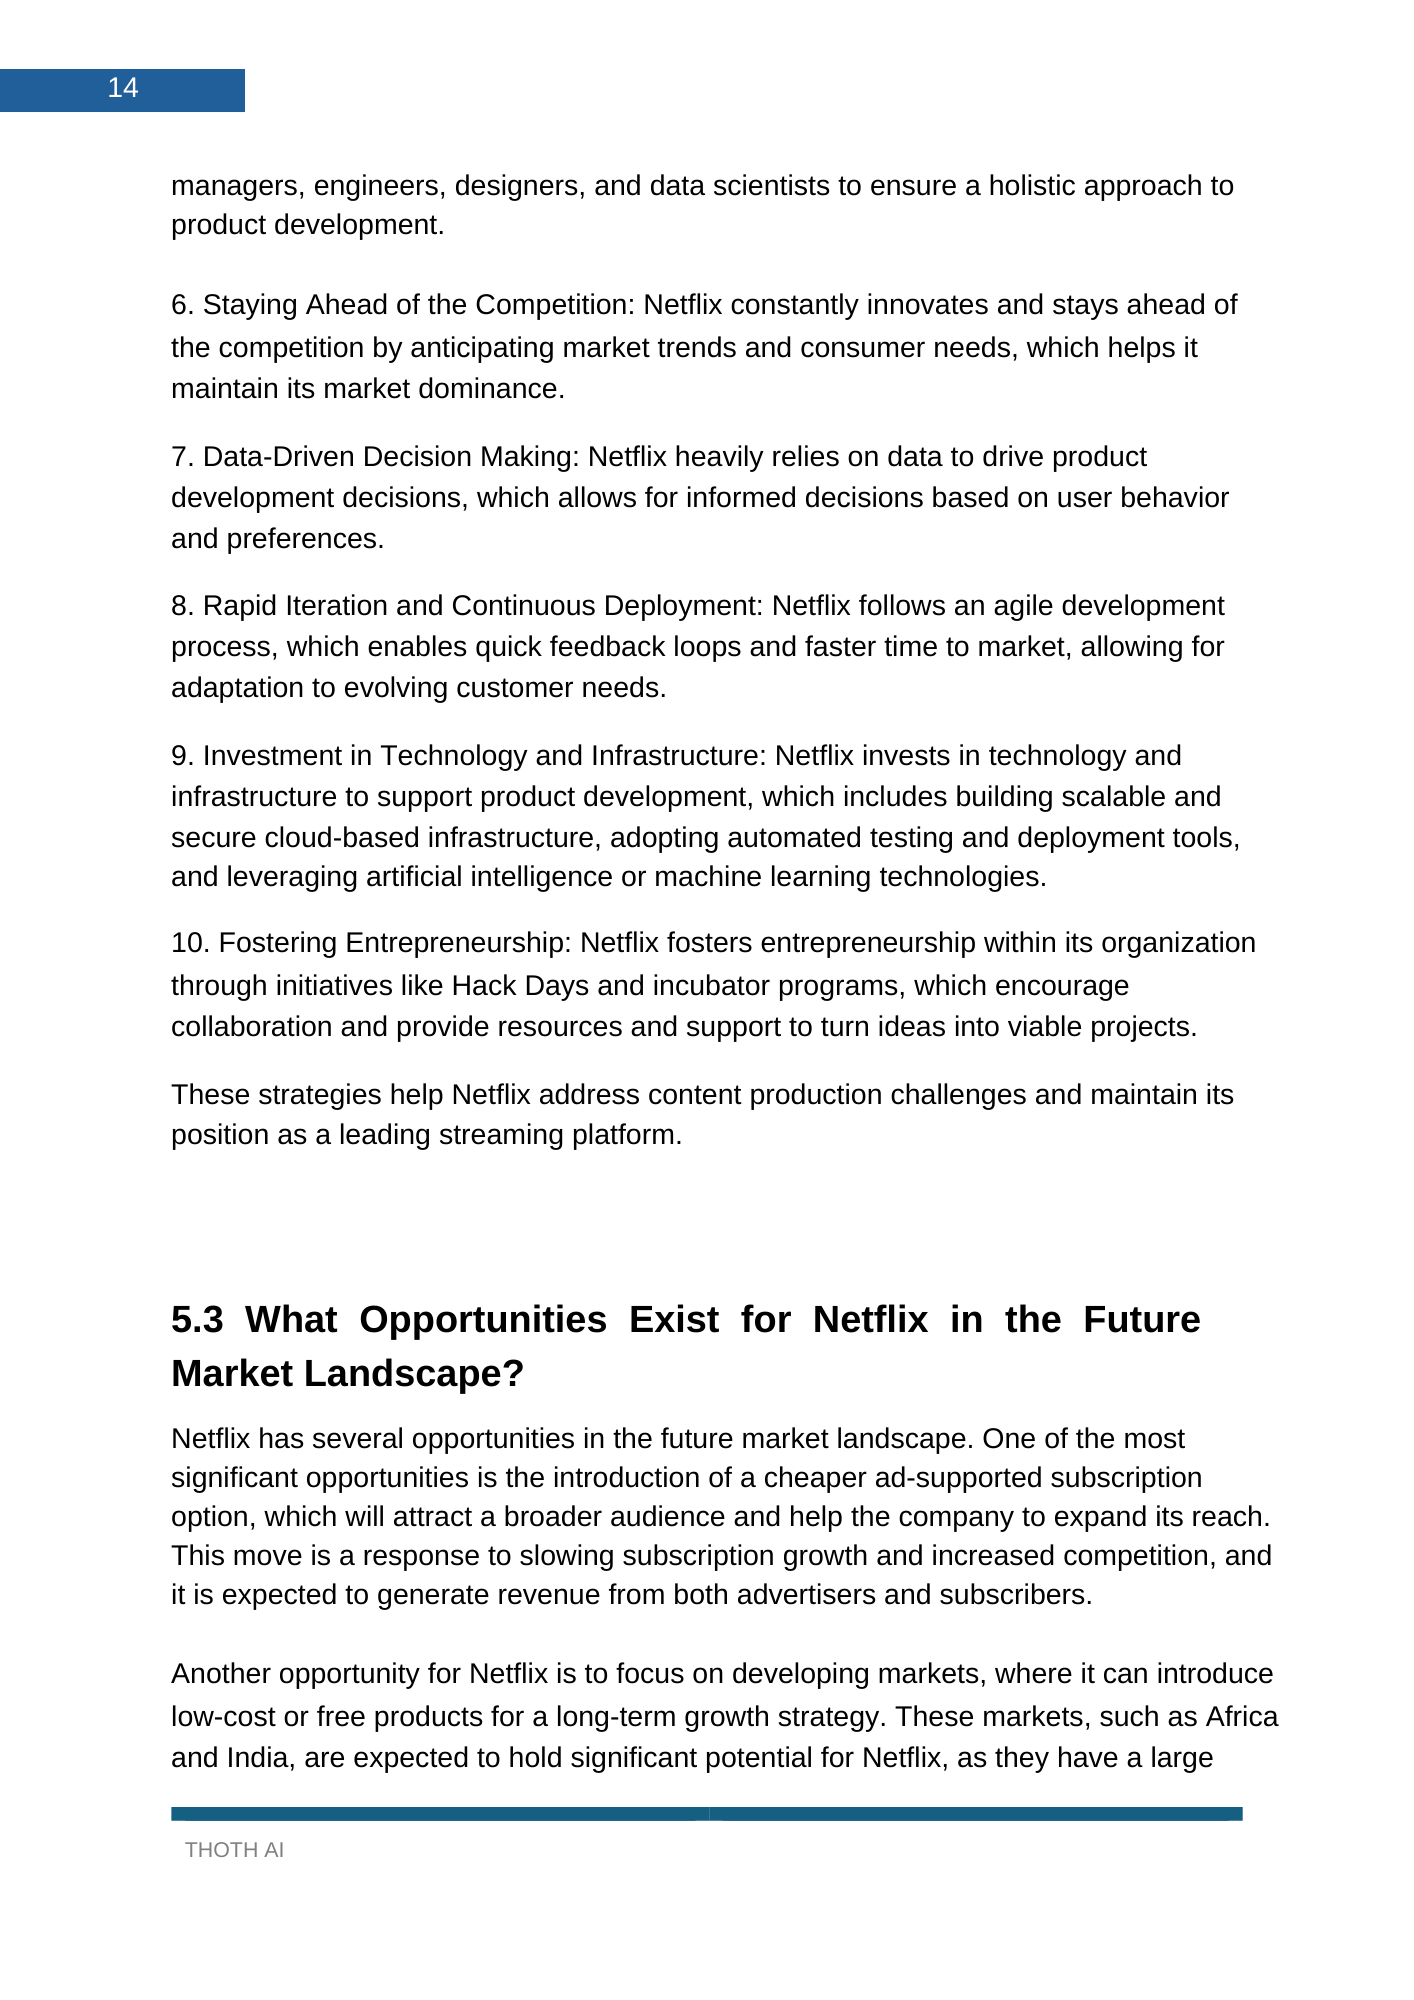 14
managers, engineers, designers, and data scientists to ensure a holistic approach to
product development.
6. Staying Ahead of the Competition: Netflix constantly innovates and stays ahead of
the competition by anticipating market trends and consumer needs, which helps it
maintain its market dominance.
7. Data-Driven Decision Making: Netflix heavily relies on data to drive product
development decisions, which allows for informed decisions based on user behavior
and preferences.
8. Rapid Iteration and Continuous Deployment: Netflix follows an agile development
process, which enables quick feedback loops and faster time to market, allowing for
adaptation to evolving customer needs.
9. Investment in Technology and Infrastructure: Netflix invests in technology and
infrastructure to support product development, which includes building scalable and
secure cloud-based infrastructure, adopting automated testing and deployment tools,
and leveraging artificial intelligence or machine learning technologies.
10. Fostering Entrepreneurship: Netflix fosters entrepreneurship within its organization
through initiatives like Hack Days and incubator programs, which encourage
collaboration and provide resources and support to turn ideas into viable projects.
These strategies help Netflix address content production challenges and maintain its
position as a leading streaming platform.
5.3 What Opportunities Exist for Netflix in the Future
Market Landscape?
Netflix has several opportunities in the future market landscape. One of the most
significant opportunities is the introduction of a cheaper ad-supported subscription
option, which will attract a broader audience and help the company to expand its reach.
This move is a response to slowing subscription growth and increased competition, and
it is expected to generate revenue from both advertisers and subscribers.
Another opportunity for Netflix is to focus on developing markets, where it can introduce
low-cost or free products for a long-term growth strategy. These markets, such as Africa
and India, are expected to hold significant potential for Netflix, as they have a large
THOTH AI